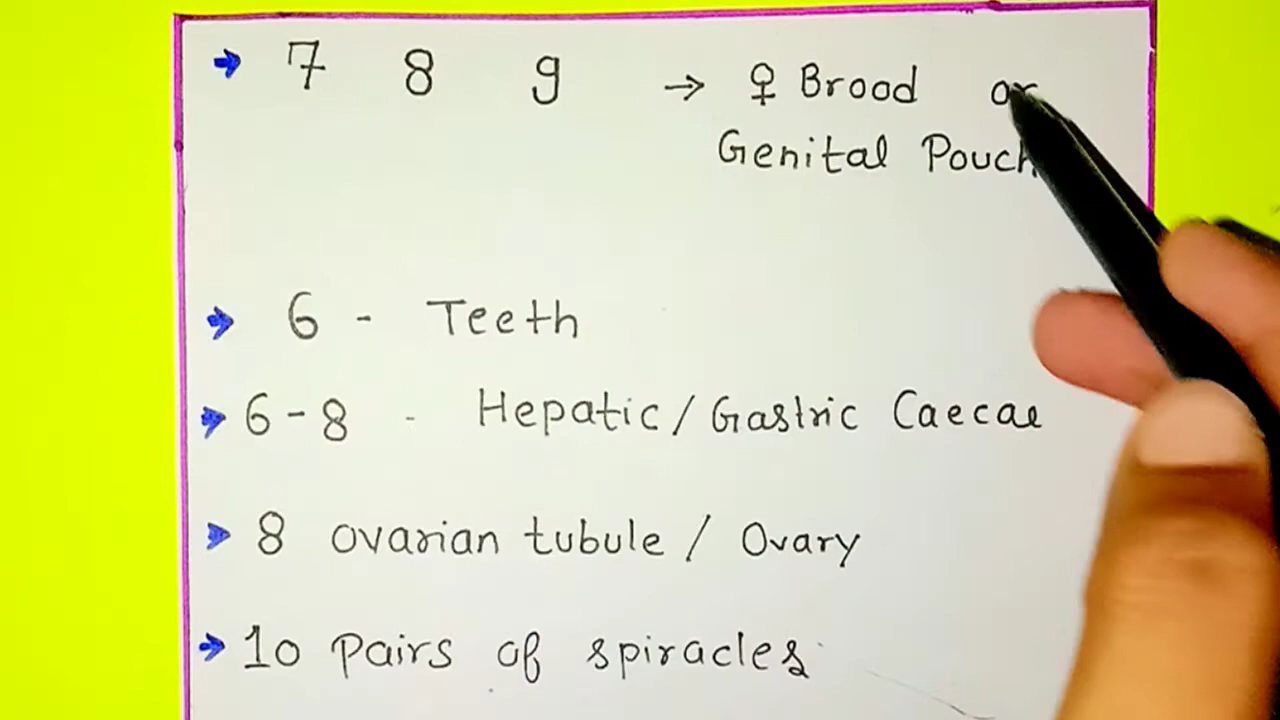 ➔ 7 8 9 → ♀ Brood or
Genital Pouch
➔ 6 - Teeth
➔ 6-8 - Hepatic/Gastric Caecae
➔ 8 ovarian tubule / Ovary
➔ 10 pairs of spiracles